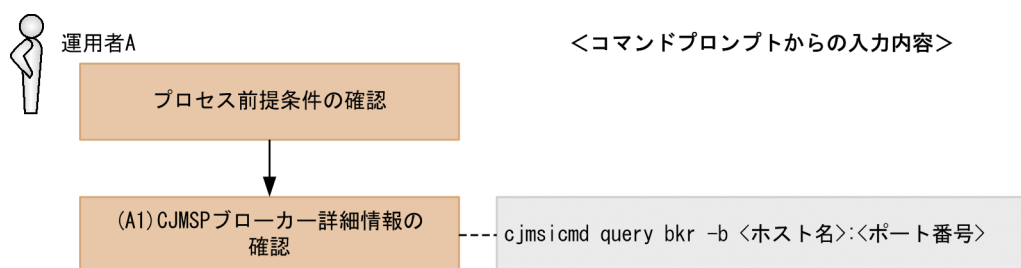 運用者A
＜コマンドプロンプトからの入力内容＞
プロセス前提条件の確認
(A1)CJMSPブローカー詳細情報の
確認
cjmsicmd query bkr -b <ホスト名>:<ポート番号>